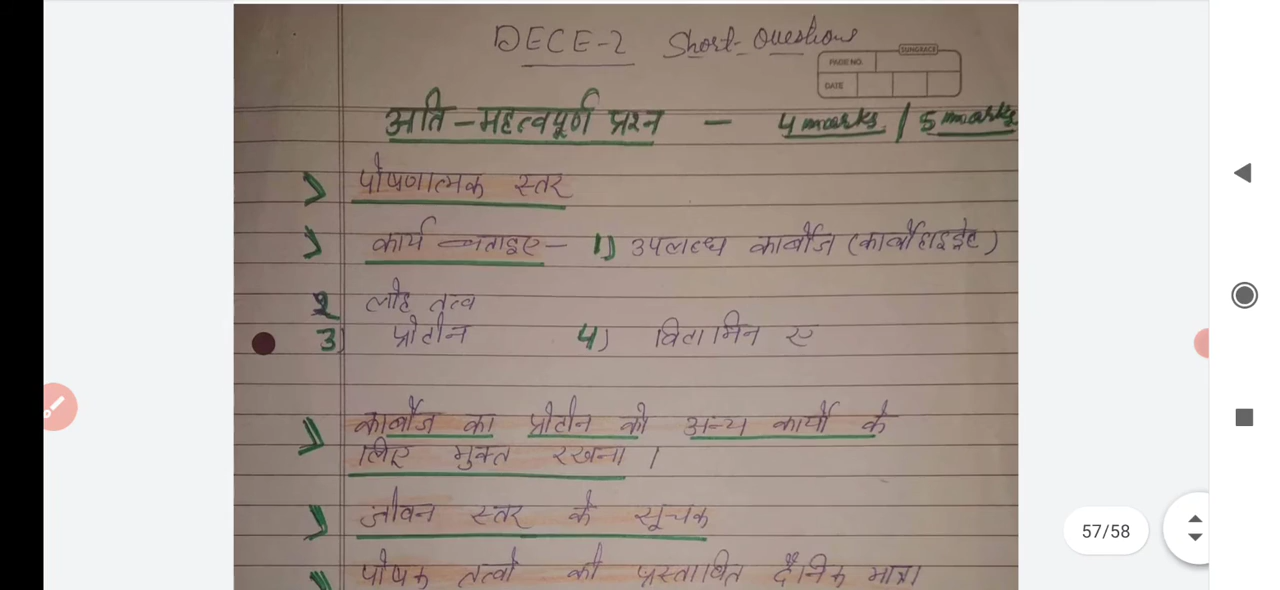 DECE-2 Short Questions
SUNGRACE
PAGE NO.
DATE
अति-महत्वपूर्ण प्रश्न - 4 marks / 5 marks
पोषणात्मक स्तर
कार्य बताइए- 1) उपलब्ध कार्बोज (कार्बोहाइड्रेट)
2 लोह तत्व
3) प्रोटीन 4) विटामिन ए
कार्बोज का प्रोटीन को अन्य कार्यों के
लिए मुक्त रखना ।
जीवन स्तर के सूचक
पोषक तत्वों की प्रस्तावित दैनिक मात्रा
57/58